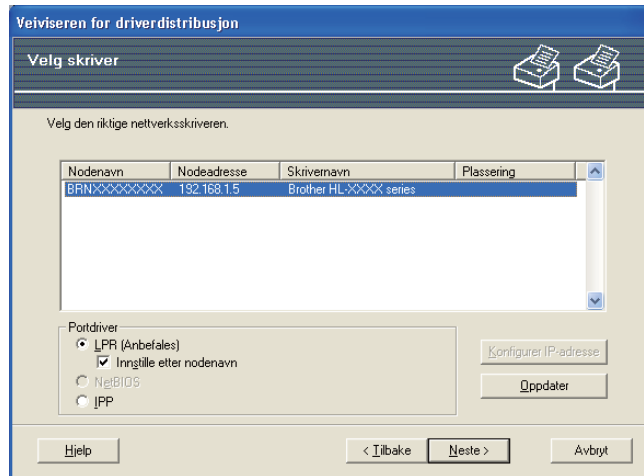 Veiviseren for driverdistribusjon
Velg skriver
Velg den riktige nettverksskriveren.
Nodenavn Nodeadresse Skrivernavn Plassering
BRNXXXXXXXXX 192.168.1.5 Brother HL-XXXX series
Portdriver
LPR (Anbefales)
Innstille etter nodenavn
NetBIOS
IPP
Konfigurer IP-adresse
Oppdater
Hjelp < Tilbake Neste > Avbryt